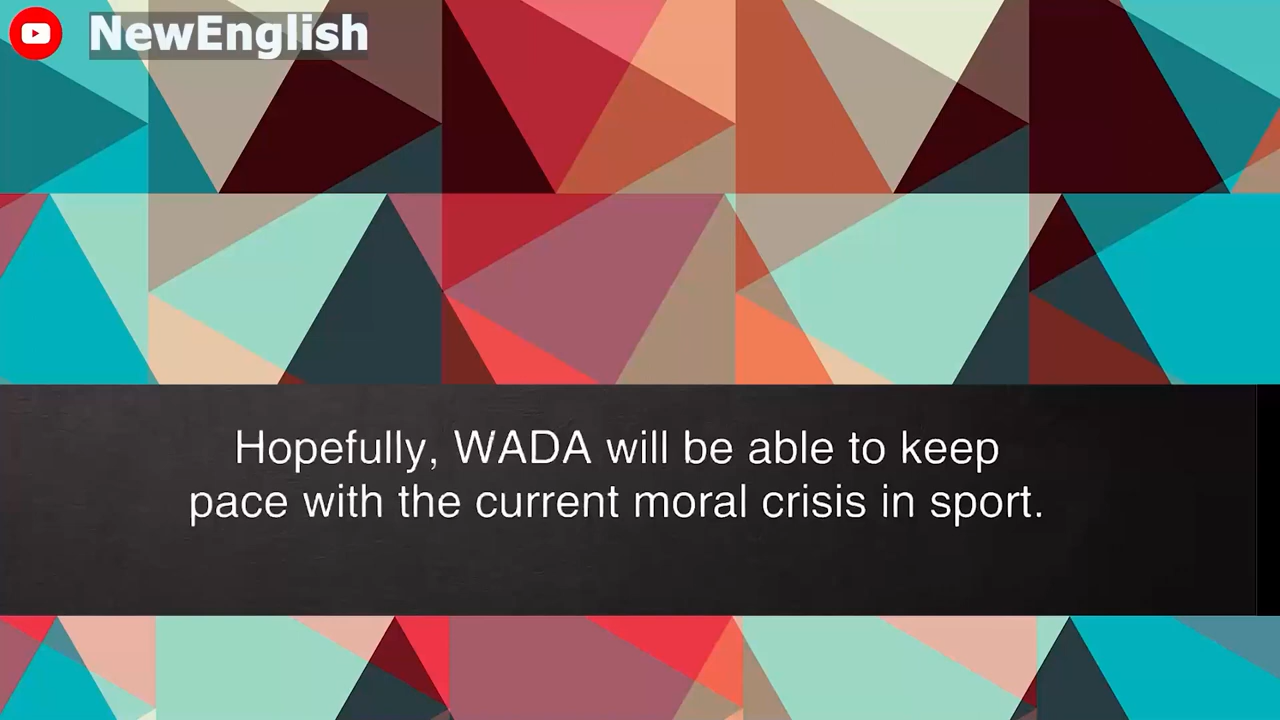 NewEnglish
Hopefully, WADA will be able to keep
pace with the current moral crisis in sport.